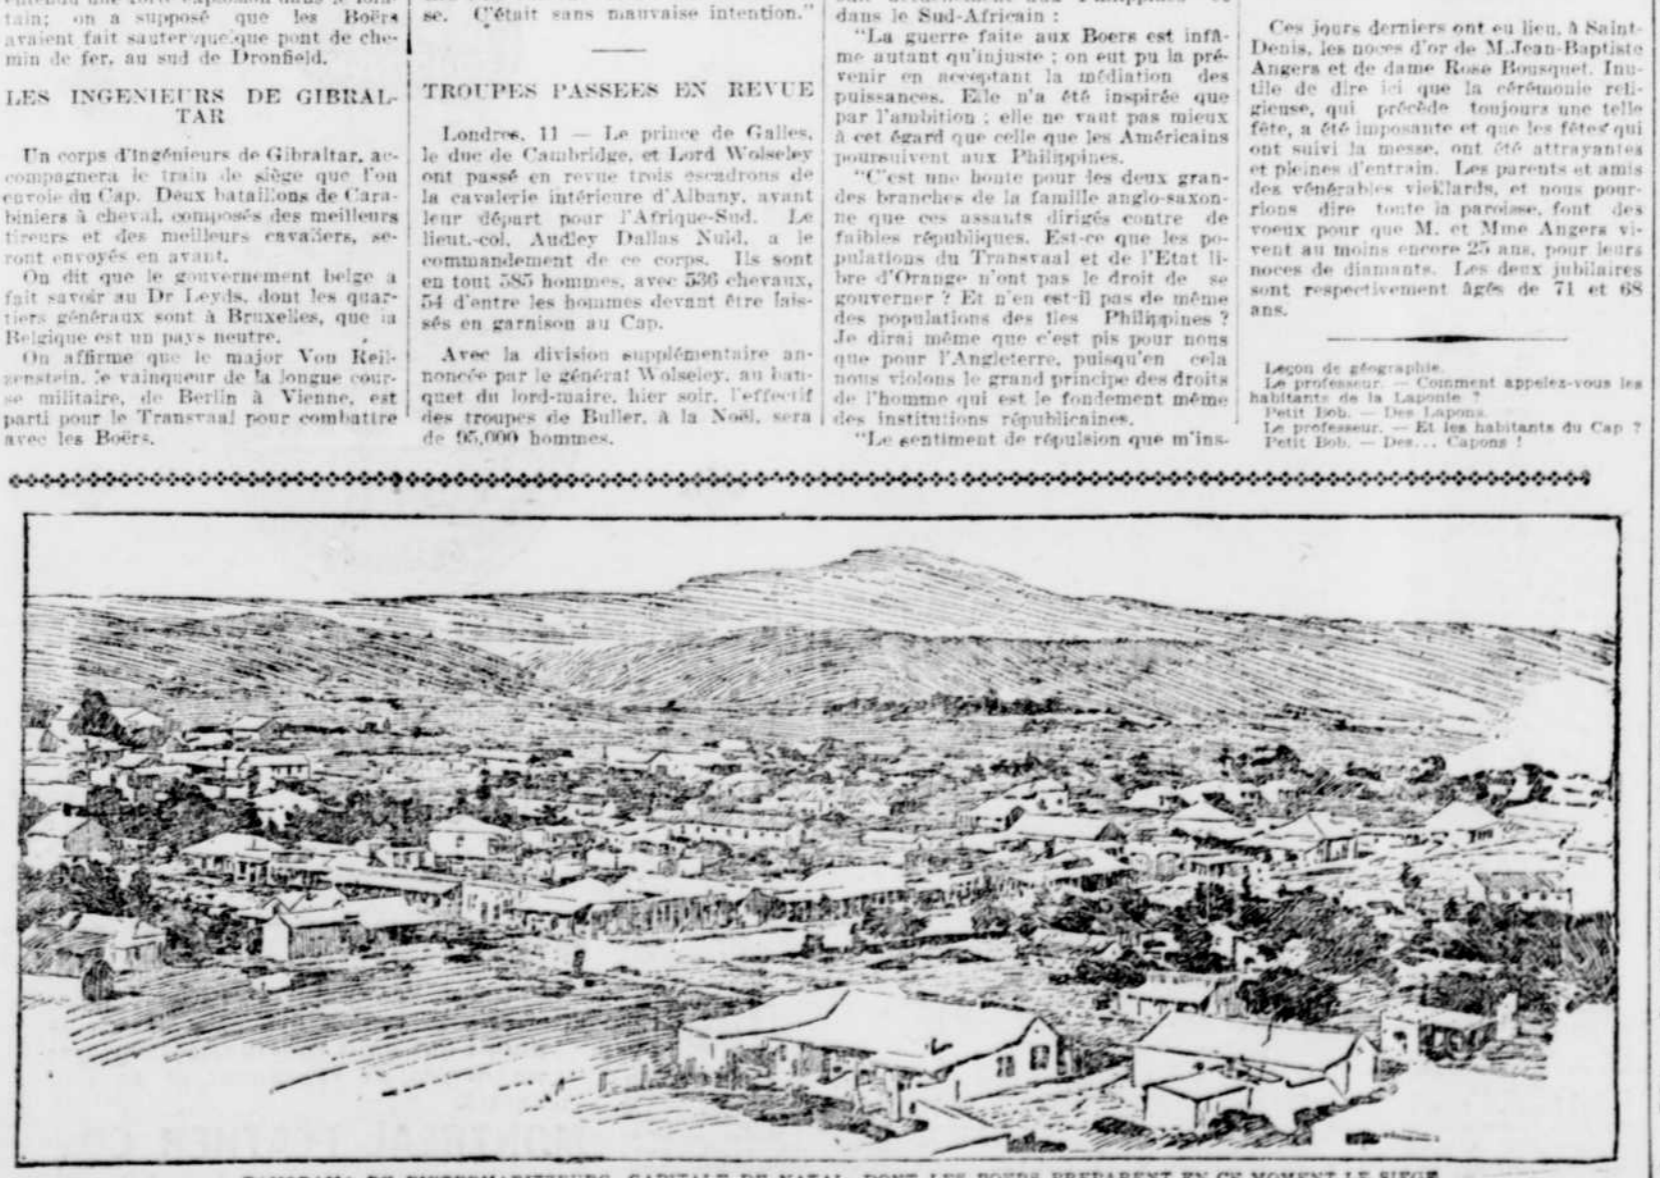 tain; on a supposé que les Boërs
avaient fait sauter quelque pont de che-
min de fer, au sud de Dronfield.
LES INGENIEURS DE GIBRAL-
TAR
Un corps d'ingénieurs de Gibraltar, ac-
compagnera le train de siège que l'on
envoie du Cap. Deux bataillons de Cara-
biniers à cheval, composés des meilleurs
tireurs et des meilleurs cavaliers, se-
ront envoyés en avant.
On dit que le gouvernement belge a
fait savoir au Dr Leyds, dont les quar-
tiers généraux sont à Bruxelles, que la
Belgique est un pays neutre.
On affirme que le major Von Reil-
zenstein, le vainqueur de la longue cour-
se militaire, de Berlin à Vienne, est
parti pour le Transvaal pour combattre
avec les Boërs.
se. C'était sans mauvaise intention."
TROUPES PASSEES EN REVUE
Londres, 11 — Le prince de Galles,
le duc de Cambridge, et Lord Wolseley
ont passé en revue trois escadrons de
la cavalerie intérieure d'Albany, avant
leur départ pour l'Afrique-Sud. Le
lieut.-col. Audley Dallas Nuld, a le
commandement de ce corps. Ils sont
en tout 585 hommes, avec 536 chevaux,
54 d'entre les hommes devant être lais-
sés en garnison au Cap.
Avec la division supplémentaire an-
noncée par le général Wolseley, au ban-
quet du lord-maire, hier soir, l'effectif
des troupes de Buller, à la Noël, sera
de 95,000 hommes.
dans le Sud-Africain :
"La guerre faite aux Boers est infâ-
me autant qu'injuste ; on eut pu la pré-
venir en acceptant la médiation des
puissances. Elle n'a été inspirée que
par l'ambition ; elle ne vaut pas mieux
à cet égard que celle que les Américains
poursuivent aux Philippines.
"C'est une honte pour les deux gran-
des branches de la famille anglo-saxon-
ne que ces assauts dirigés contre de
faibles républiques. Est-ce que les po-
pulations du Transvaal et de l'Etat li-
bre d'Orange n'ont pas le droit de se
gouverner ? Et n'en est-il pas de même
des populations des îles Philippines ?
Je dirai même que c'est pis pour nous
que pour l'Angleterre, puisqu'en cela
nous violons le grand principe des droits
de l'homme qui est le fondement même
des institutions républicaines.
"Le sentiment de répulsion que m'ins-
Ces jours derniers ont eu lieu, à Saint-
Denis, les noces d'or de M. Jean-Baptiste
Angers et de dame Rose Bousquet. Inu-
tile de dire ici que la cérémonie reli-
gieuse, qui précède toujours une telle
fête, a été imposante et que les fêtes qui
ont suivi la messe, ont été attrayantes
et pleines d'entrain. Les parents et amis
des vénérables vieillards, et nous pour-
rions dire toute la paroisse, font des
voeux pour que M. et Mme Angers vi-
vent au moins encore 25 ans, pour leurs
noces de diamants. Les deux jubilaires
sont respectivement âgés de 71 et 68
ans.
Leçon de géographie.
Le professeur. — Comment appelez-vous les
habitants de la Laponie ?
Petit Bob. — Des Lapons.
Le professeur. — Et les habitants du Cap ?
Petit Bob. — Des... Capons !
CAPITALE DE NATAL, DONT LES BOERS PREPARENT EN CE MOMENT LE SIEGE